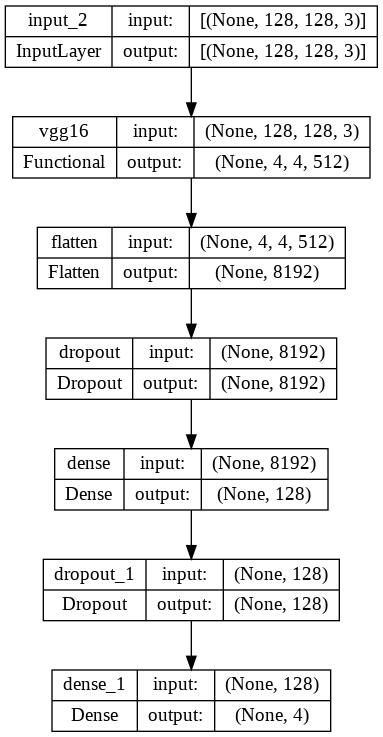 input_2 input: [(None, 128, 128, 3)]
InputLayer output: [(None, 128, 128, 3)]
vgg16 input: (None, 128, 128, 3)
Functional output: (None, 4, 4, 512)
flatten input: (None, 4, 4, 512)
Flatten output: (None, 8192)
dropout input: (None, 8192)
Dropout output: (None, 8192)
dense input: (None, 8192)
Dense output: (None, 128)
dropout_1 input: (None, 128)
Dropout output: (None, 128)
dense_1 input: (None, 128)
Dense output: (None, 4)